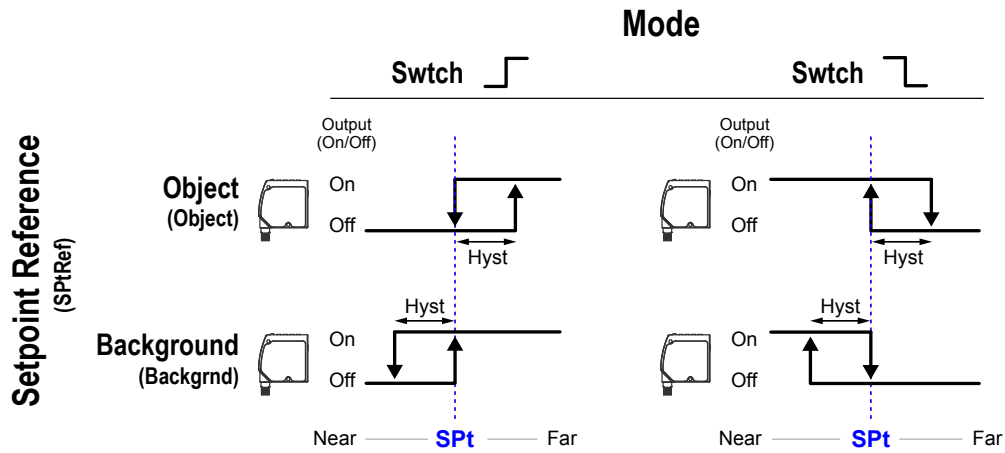 Mode
Swtch
Swtch
Setpoint Reference
(SPtRef)
Output
(On/Off)
Output
(On/Off)
Object
(Object)
On
Off
Hyst
On
Off
Hyst
Background
(Backgrnd)
Hyst
On
Off
Hyst
On
Off
Near SPt Far
Near SPt Far